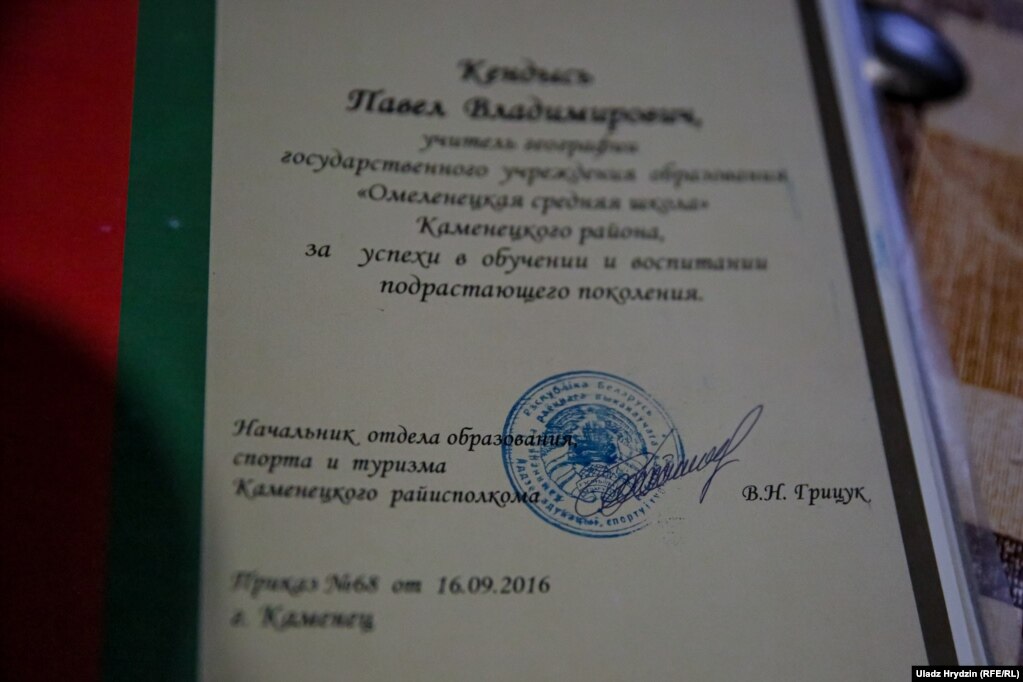 Кендысь
Павел Владимирович,
учитель географии
государственного учреждения образования
«Омеленецкая средняя школа»
Каменецкого района,
за успехи в обучении и воспитании
подрастающего поколения.
Рэспубліка Беларусь
Начальник отдела образования,
спорта и туризма
Каменецкого райисполкома
В.Н. Грицук
Приказ №68 от 16.09.2016
г. Каменец
Uladz Hrydzin (RFE/RL)